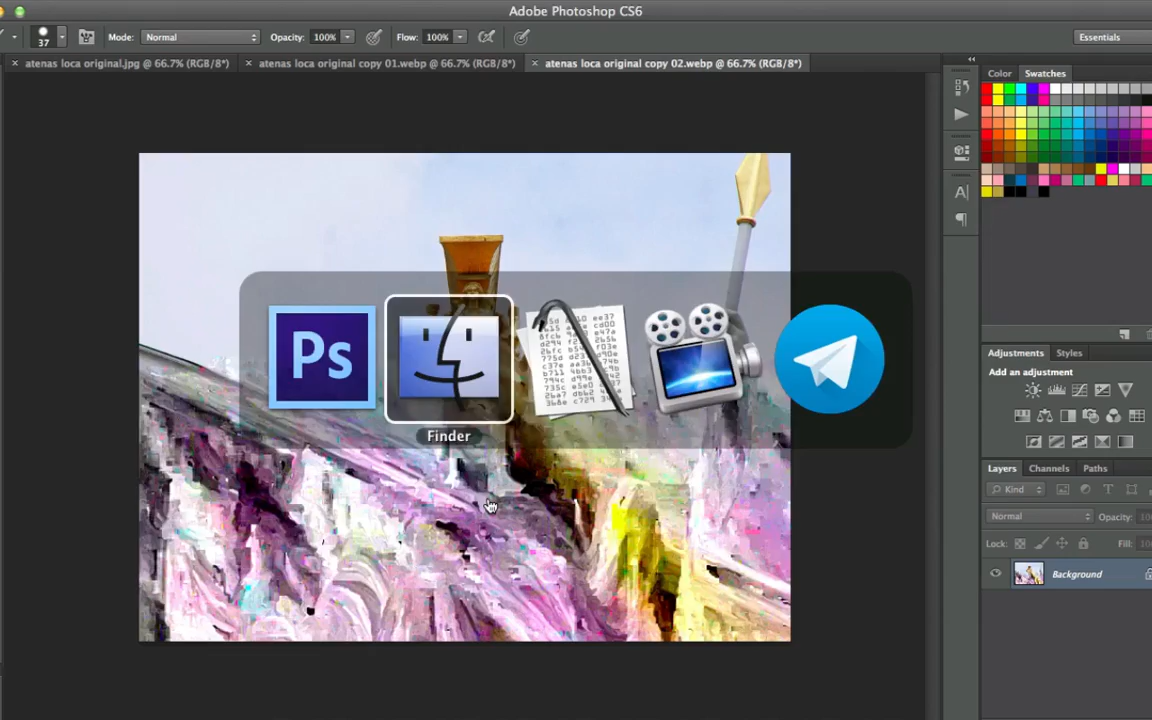 Adobe Photoshop CS6
37
Mode: Normal
Opacity: 100%
Flow: 100%
Essentials
× atenas loca original.jpg @ 66.7% (RGB/8*)
× atenas loca original copy 01.webp @ 66.7% (RGB/8*)
× atenas loca original copy 02.webp @ 66.7% (RGB/8*)
Color
Swatches
Ps
Finder
Adjustments
Styles
Add an adjustment
Layers
Channels
Paths
Kind
Normal
Opacity:
Lock:
Fill:
Background